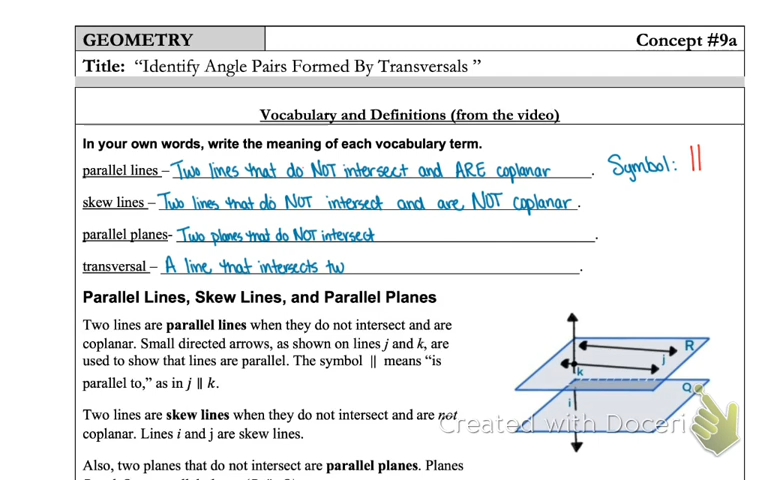 GEOMETRY
Concept #9a
Title: “Identify Angle Pairs Formed By Transversals ”
Vocabulary and Definitions (from the video)
In your own words, write the meaning of each vocabulary term.
parallel lines – Two lines that do NOT intersect and ARE coplanar. Symbol: ||
skew lines – Two lines that do NOT intersect and are NOT coplanar.
parallel planes- Two planes that do NOT intersect.
transversal – A line that intersects tw.
Parallel Lines, Skew Lines, and Parallel Planes
Two lines are parallel lines when they do not intersect and are
coplanar. Small directed arrows, as shown on lines j and k, are
used to show that lines are parallel. The symbol || means “is
parallel to,” as in j || k.
Two lines are skew lines when they do not intersect and are not
coplanar. Lines i and j are skew lines.
Also, two planes that do not intersect are parallel planes. Planes
R
j
k
Q
i
Created with Doceri